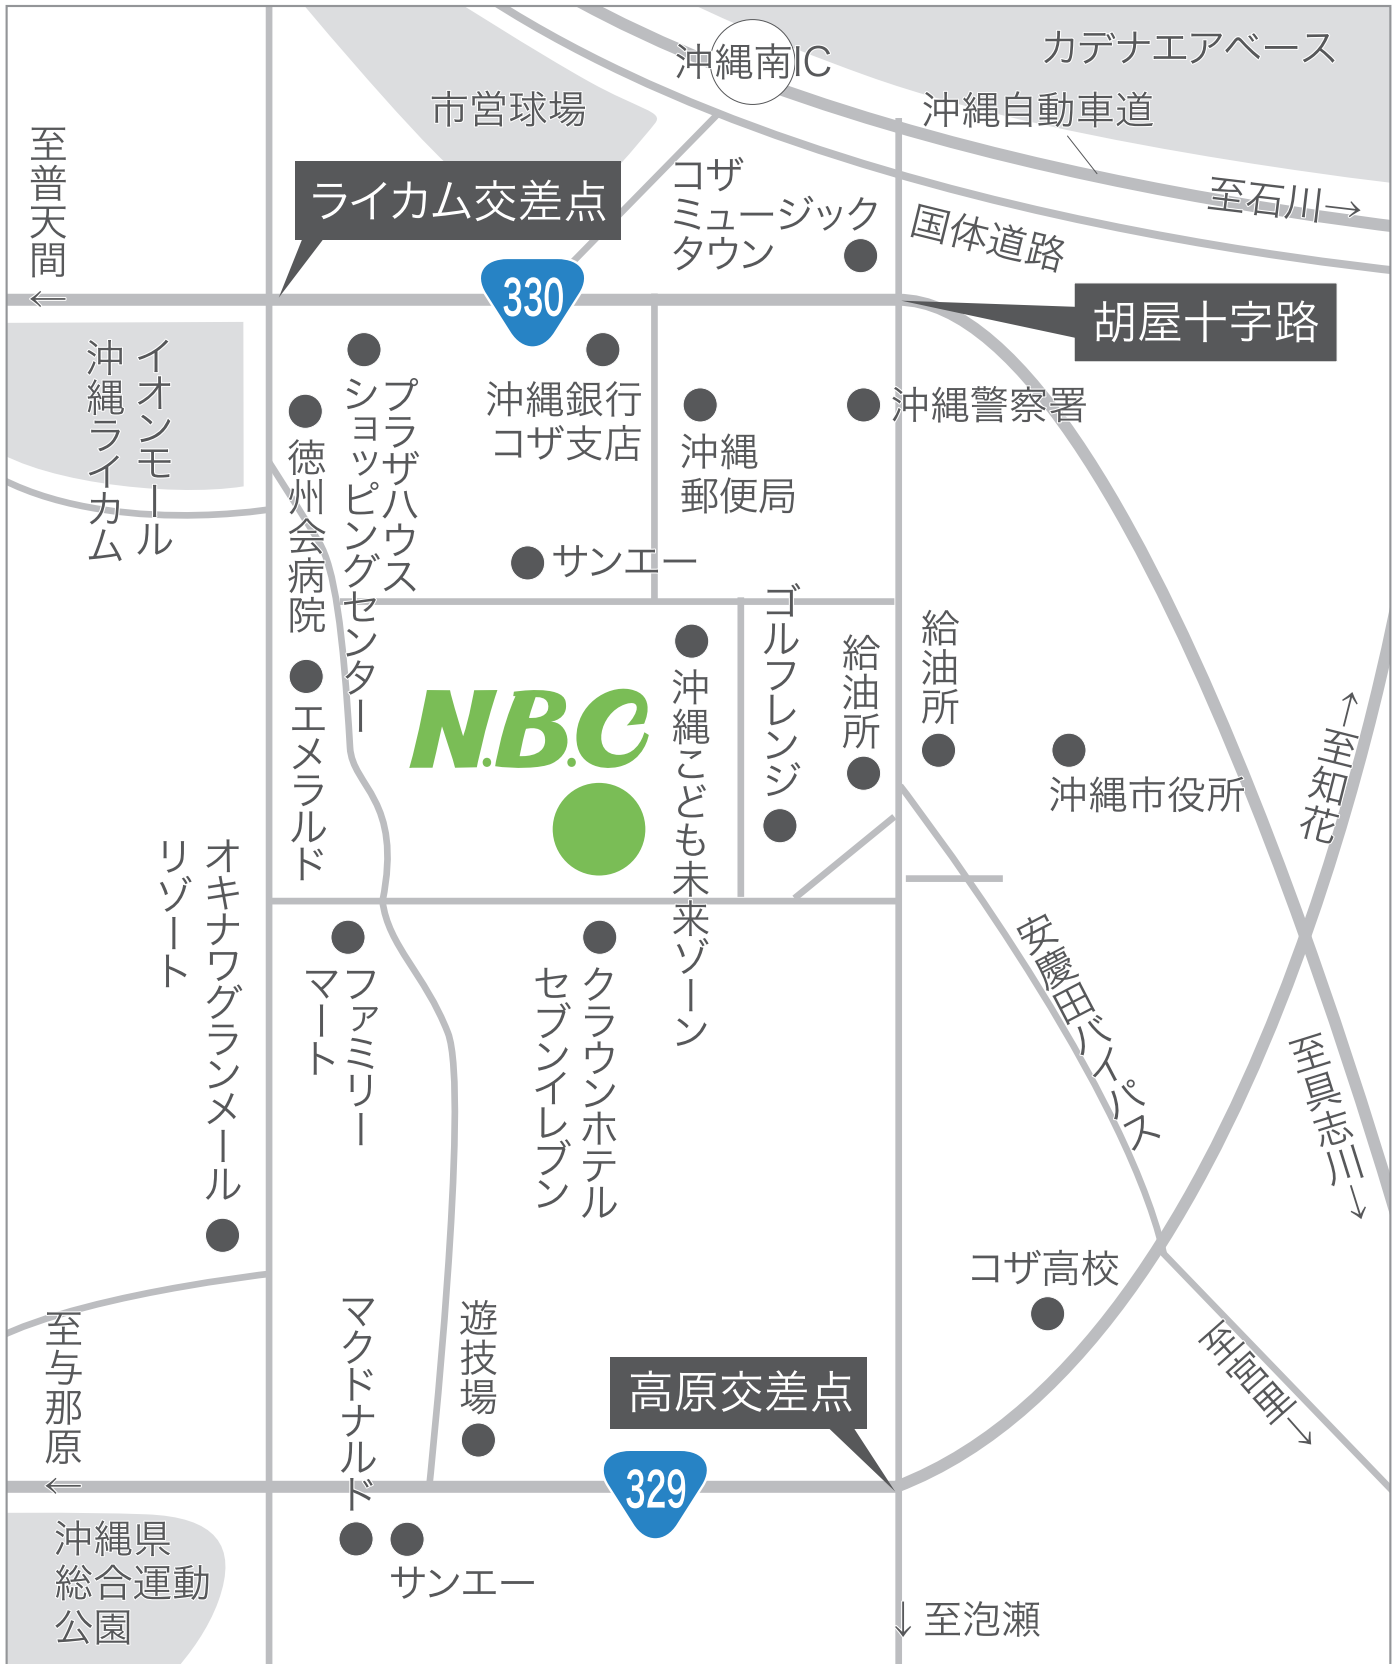 沖縄南IC
カデナエアベース
市営球場
沖縄自動車道
至普天間
←
ライカム交差点
コザ
ミュージック
タウン
至石川→
国体道路
330
胡屋十字路
イオンモール
沖縄ライカム
徳州会病院
プラザハウス
ショッピングセンター
沖縄銀行
コザ支店
沖縄
郵便局
沖縄警察署
サンエー
ゴルフレンジ
給油所
給油所
沖縄こども未来ゾーン
エメラルド
N.B.C
沖縄市役所
←至知花
オキナワグランメール
リゾート
ファミリー
マート
クラウンホテル
セブンイレブン
安慶田バイパス
至具志川→
コザ高校
至宮里→
至与那原
←
マクドナルド
遊技場
高原交差点
329
サンエー
沖縄県
総合運動
公園
↓至泡瀬